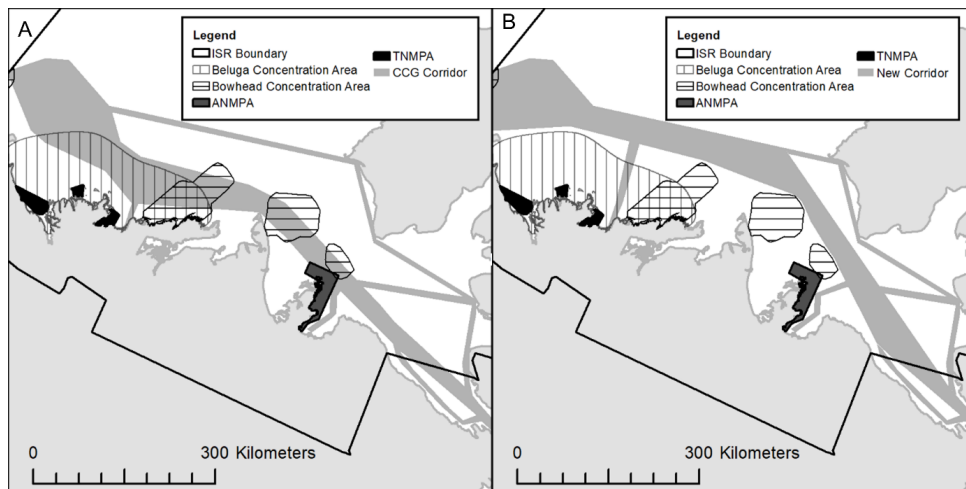 A
Legend
ISR Boundary
Beluga Concentration Area
Bowhead Concentration Area
ANMPA
TNMPA
CCG Corridor
0 300 Kilometers
B
Legend
ISR Boundary
Beluga Concentration Area
Bowhead Concentration Area
ANMPA
TNMPA
New Corridor
0 300 Kilometers